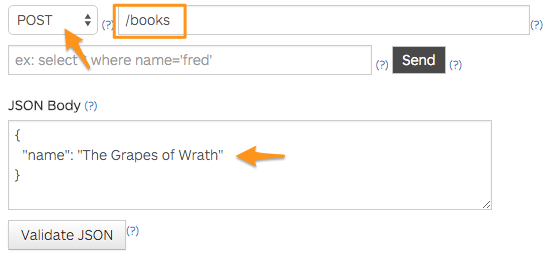 POST (?) /books (?)
ex: select * where name='fred' (?) Send (?)
JSON Body (?)
{
"name": "The Grapes of Wrath"
}
Validate JSON (?)